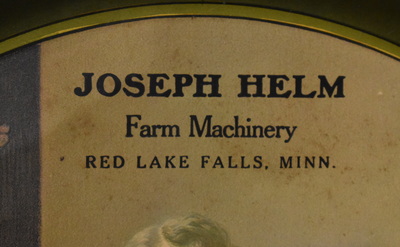 JOSEPH HELM
Farm Machinery
RED LAKE FALLS, MINN.